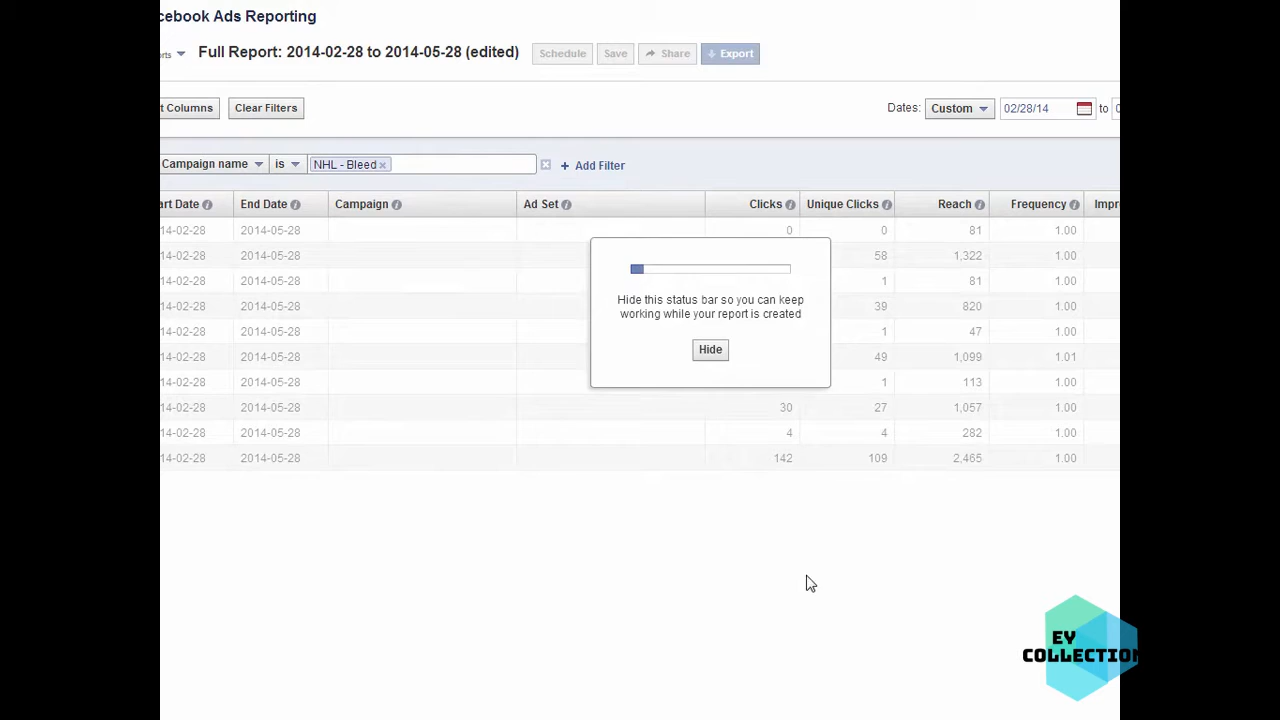 cebook Ads Reporting
rts Full Report: 2014-02-28 to 2014-05-28 (edited) Schedule Save Share Export
t Columns Clear Filters Dates: Custom 02/28/14 to
Campaign name is NHL - Bleed × + Add Filter
art Date End Date Campaign Ad Set Clicks Unique Clicks Reach Frequency Impre
14-02-28 2014-05-28 0 0 81 1.00
14-02-28 2014-05-28 58 1,322 1.00
14-02-28 2014-05-28 1 81 1.00
14-02-28 2014-05-28 39 820 1.00
14-02-28 2014-05-28 1 47 1.00
14-02-28 2014-05-28 49 1,099 1.01
14-02-28 2014-05-28 1 113 1.00
14-02-28 2014-05-28 30 27 1,057 1.00
14-02-28 2014-05-28 4 4 282 1.00
14-02-28 2014-05-28 142 109 2,465 1.00
Hide this status bar so you can keep
working while your report is created
Hide
EY
COLLECTION